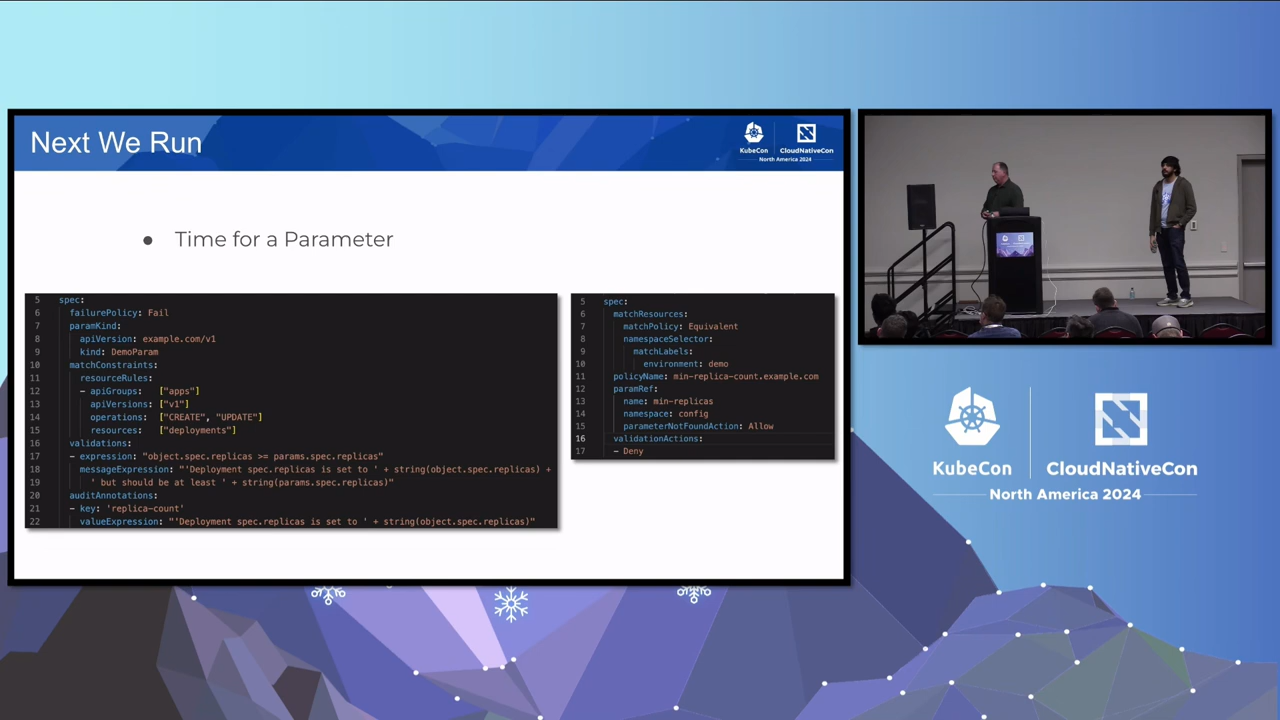 Next We Run
KubeCon
CloudNativeCon
North America 2024
● Time for a Parameter
5 spec:
6 failurePolicy: Fail
7 paramKind:
8 apiVersion: example.com/v1
9 kind: DemoParam
10 matchConstraints:
11 resourceRules:
12 - apiGroups: ["apps"]
13 apiVersions: ["v1"]
14 operations: ["CREATE", "UPDATE"]
15 resources: ["deployments"]
16 validations:
17 - expression: "object.spec.replicas >= params.spec.replicas"
18 messageExpression: "'Deployment spec.replicas is set to ' + string(object.spec.replicas) +
19 ' but should be at least ' + string(params.spec.replicas)"
20 auditAnnotations:
21 - key: 'replica-count'
22 valueExpression: "'Deployment spec.replicas is set to ' + string(object.spec.replicas)"
5 spec:
6 matchResources:
7 matchPolicy: Equivalent
8 namespaceSelector:
9 matchLabels:
10 environment: demo
11 policyName: min-replica-count.example.com
12 paramRef:
13 name: min-replicas
14 namespace: config
15 parameterNotFoundAction: Allow
16 validationActions:
17 - Deny
KubeCon
CloudNativeCon
North America 2024